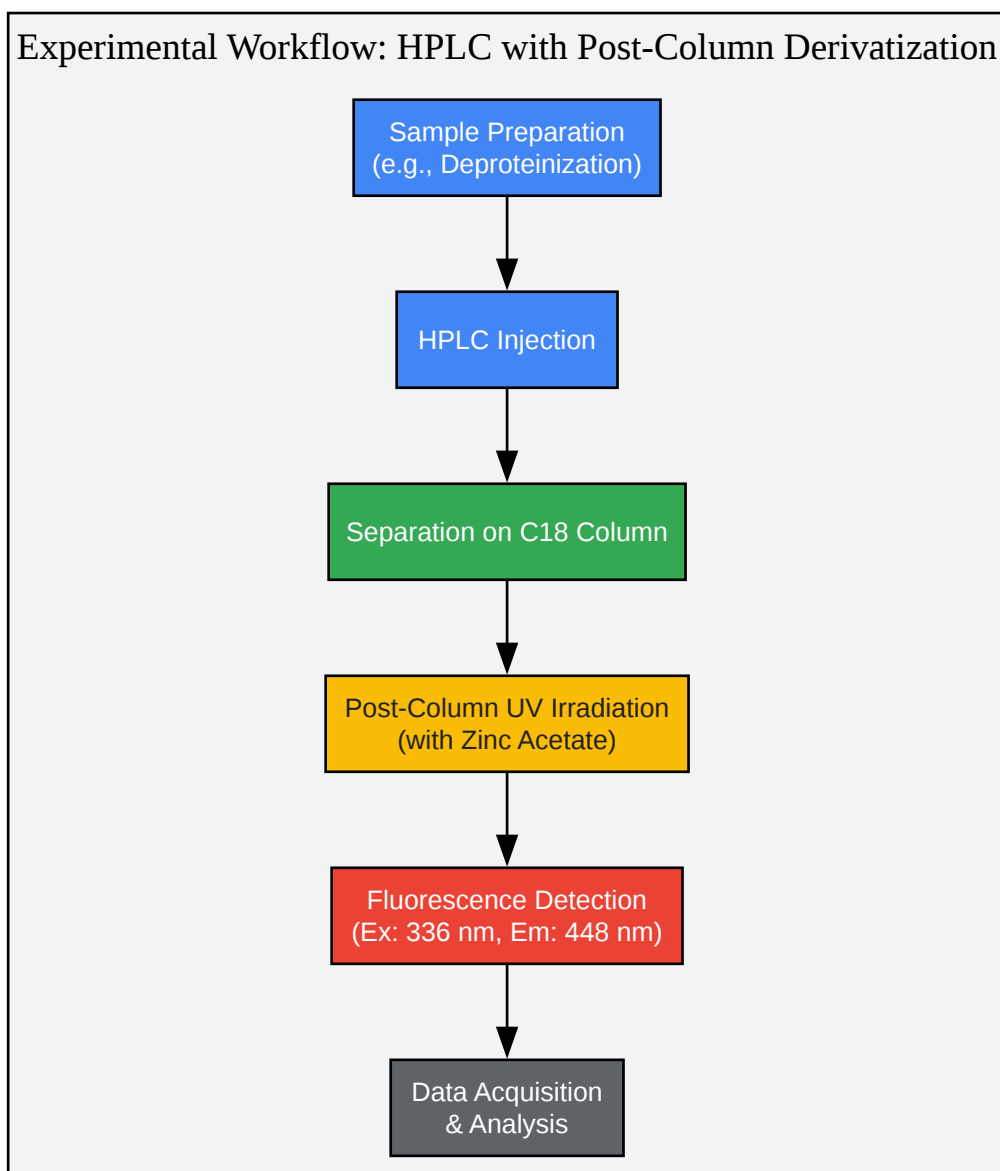 Experimental Workflow: HPLC with Post-Column Derivatization
Sample Preparation
(e.g., Deproteinization)
HPLC Injection
Separation on C18 Column
Post-Column UV Irradiation
(with Zinc Acetate)
Fluorescence Detection
(Ex: 336 nm, Em: 448 nm)
Data Acquisition
& Analysis